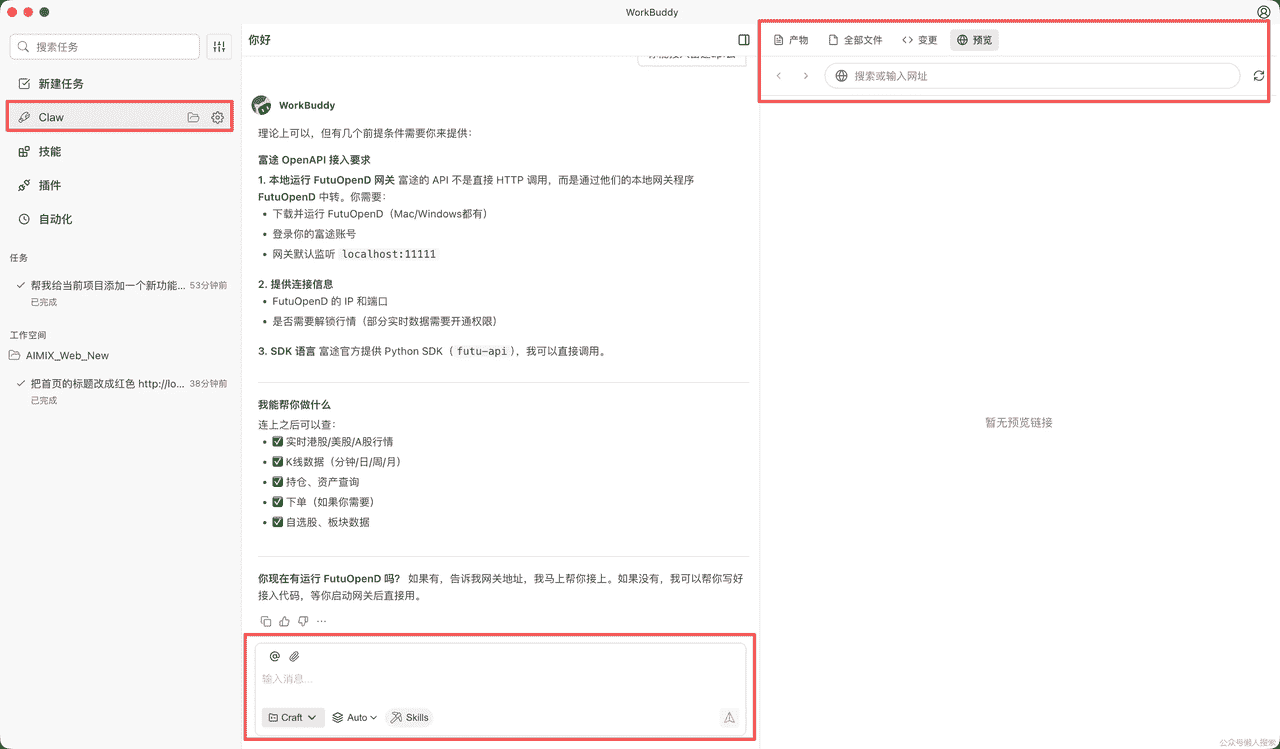 WorkBuddy
搜索任务
新建任务
Claw
技能
插件
自动化
任务
帮我给当前项目添加一个新功能... 53分钟前
已完成
工作空间
AIMIX_Web_New
把首页的标题改成红色 http://lo... 38分钟前
已完成
你好
WorkBuddy
理论上可以，但有几个前提条件需要你来提供：
富途 OpenAPI 接入要求
1. 本地运行 FutuOpenD 网关 富途的 API 不是直接 HTTP 调用，而是通过他们的本地网关程序
FutuOpenD 中转。你需要：
• 下载并运行 FutuOpenD（Mac/Windows都有）
• 登录你的富途账号
• 网关默认监听 localhost:11111
2. 提供连接信息
• FutuOpenD 的 IP 和端口
• 是否需要解锁行情（部分实时数据需要开通权限）
3. SDK 语言 富途官方提供 Python SDK（ futu-api ），我可以直接调用。
我能帮你做什么
连上之后可以查：
• ✅ 实时港股/美股/A股行情
• ✅ K线数据（分钟/日/周/月）
• ✅ 持仓、资产查询
• ✅ 下单（如果你需要）
• ✅ 自选股、板块数据
你现在有运行 FutuOpenD 吗？ 如果有，告诉我网关地址，我马上帮你接上。如果没有，我可以帮你写好
接入代码，等你启动网关后直接用。
输入消息...
Craft Auto Skills
产物 全部文件 变更 预览
搜索或输入网址
暂无预览链接
公众号懒人搜索